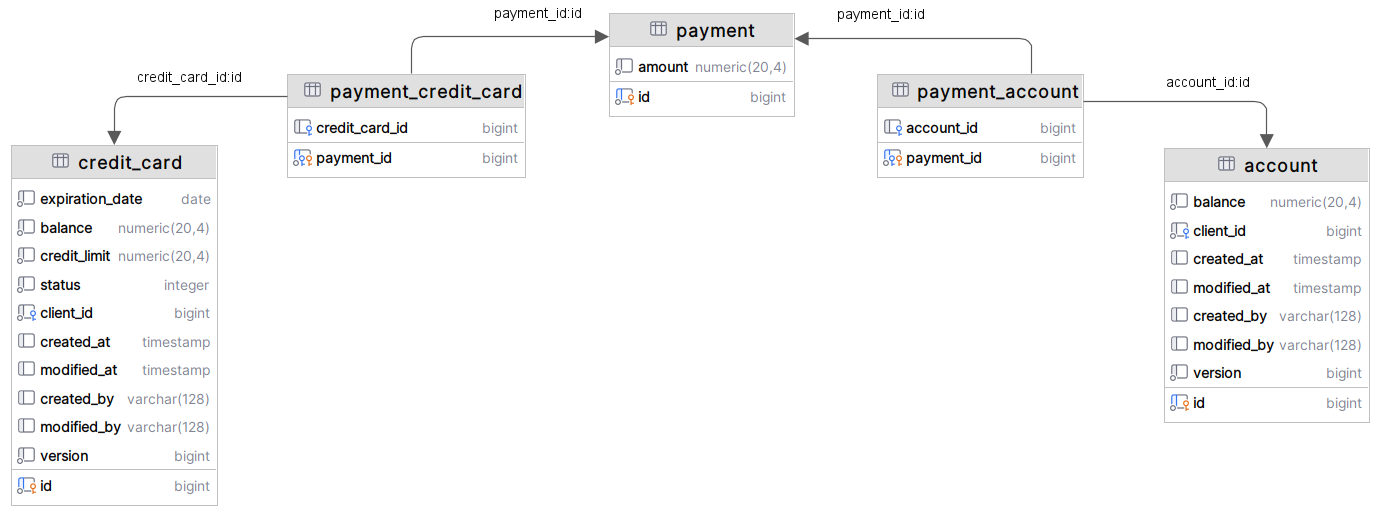 payment_id:id
payment_id:id
payment
amount numeric(20,4)
id bigint
credit_card_id:id
account_id:id
payment_credit_card
credit_card_id bigint
payment_id bigint
payment_account
account_id bigint
payment_id bigint
credit_card
expiration_date date
balance numeric(20,4)
credit_limit numeric(20,4)
status integer
client_id bigint
created_at timestamp
modified_at timestamp
created_by varchar(128)
modified_by varchar(128)
version bigint
id bigint
account
balance numeric(20,4)
client_id bigint
created_at timestamp
modified_at timestamp
created_by varchar(128)
modified_by varchar(128)
version bigint
id bigint